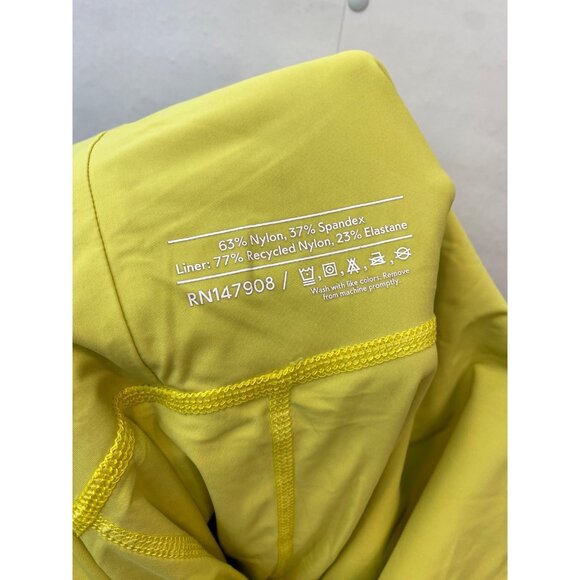 63% Nylon, 37% Spandex
Liner: 77% Recycled Nylon, 23% Elastane
RN147908 /
Wash with like colors. Remove
from machine promptly.